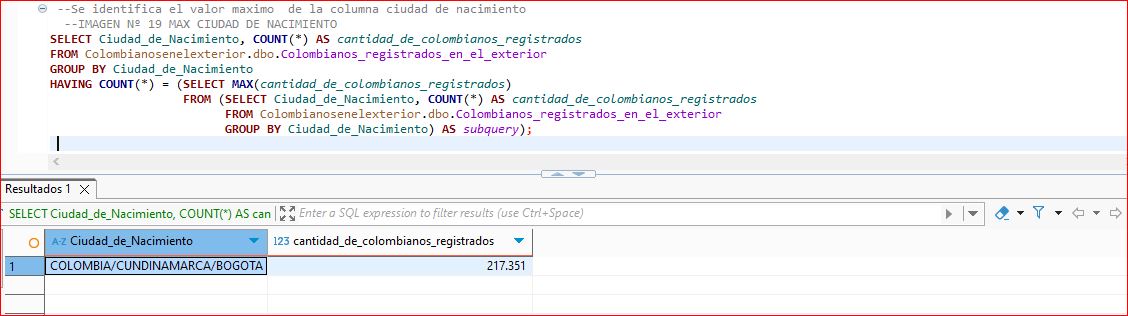 --Se identifica el valor maximo  de la columna ciudad de nacimiento
--IMAGEN Nº 19 MAX CIUDAD DE NACIMIENTO
SELECT Ciudad_de_Nacimiento, COUNT(*) AS cantidad_de_colombianos_registrados
FROM Colombianosenelexterior.dbo.Colombianos_registrados_en_el_exterior
GROUP BY Ciudad_de_Nacimiento
HAVING COUNT(*) = (SELECT MAX(cantidad_de_colombianos_registrados)
FROM (SELECT Ciudad_de_Nacimiento, COUNT(*) AS cantidad_de_colombianos_registrados
FROM Colombianosenelexterior.dbo.Colombianos_registrados_en_el_exterior
GROUP BY Ciudad_de_Nacimiento) AS subquery);
Resultados 1
SELECT Ciudad_de_Nacimiento, COUNT(*) AS can Enter a SQL expression to filter results (use Ctrl+Space)
A-Z Ciudad_de_Nacimiento 123 cantidad_de_colombianos_registrados
1 COLOMBIA/CUNDINAMARCA/BOGOTA 217.351